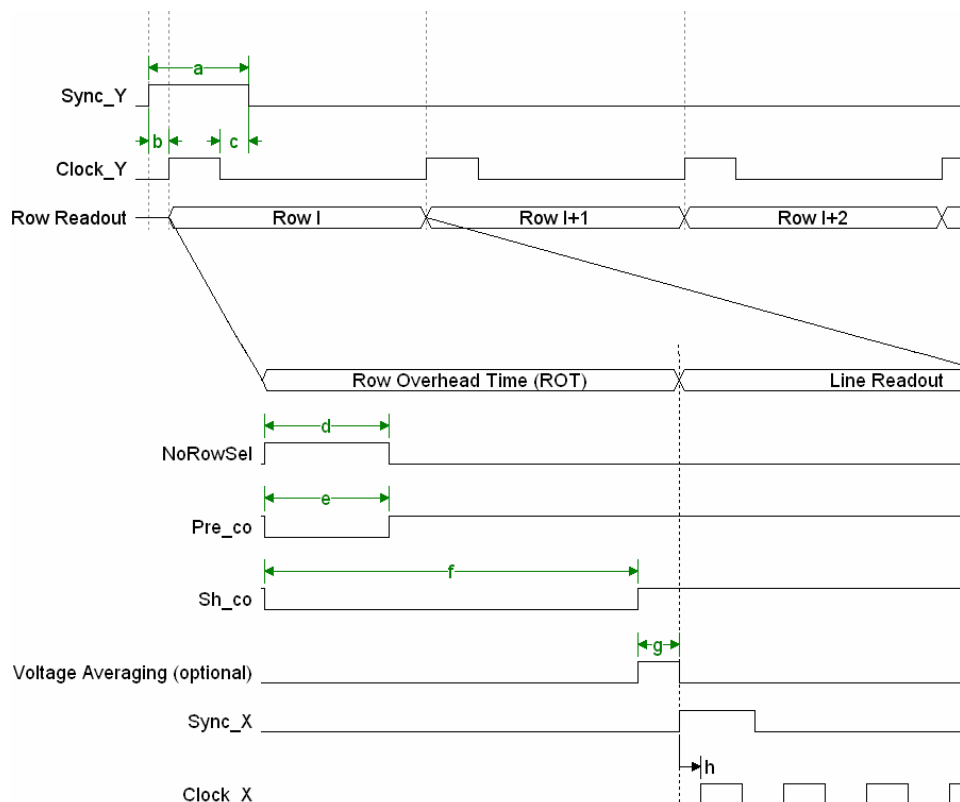 a
Sync_Y
b
c
Clock_Y
Row Readout
Row I
Row I+1
Row I+2
Row Overhead Time (ROT)
Line Readout
d
NoRowSel
e
Pre_co
f
Sh_co
g
Voltage Averaging (optional)
Sync_X
h
Clock_X